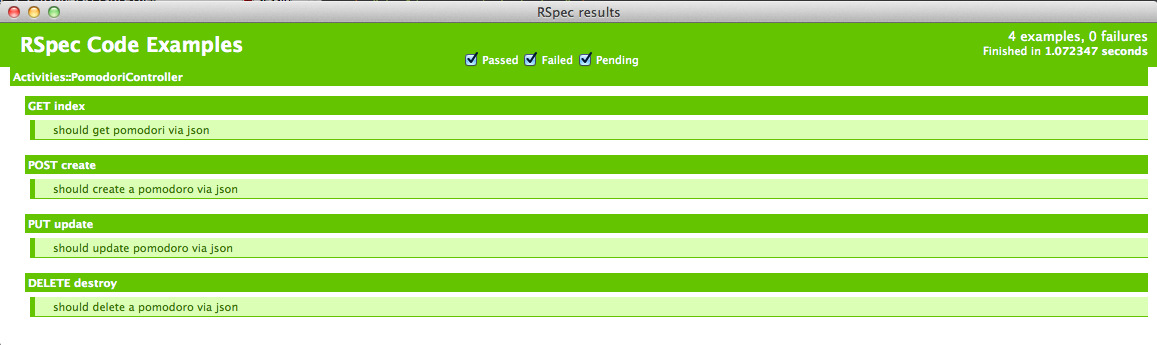 RSpec results
RSpec Code Examples
4 examples, 0 failures
Finished in 1.072347 seconds
Passed Failed Pending
Activities::PomodoriController
GET index
should get pomodori via json
POST create
should create a pomodoro via json
PUT update
should update pomodoro via json
DELETE destroy
should delete a pomodoro via json